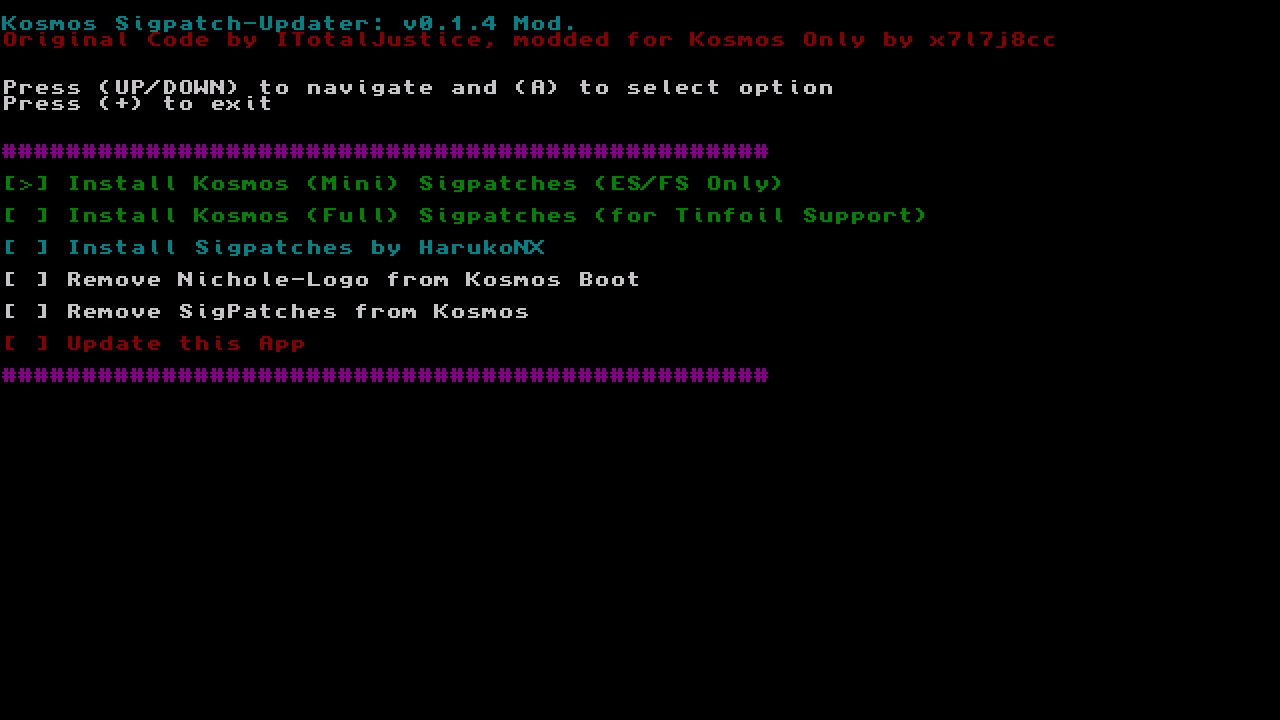 Kosmos Sigpatch-Updater: v0.1.4 Mod.
Original Code by ITotalJustice, modded for Kosmos Only by x7l7j8cc
Press (UP/DOWN) to navigate and (A) to select option
Press (+) to exit
################################################
[>] Install Kosmos (Mini) Sigpatches (ES/FS Only)
[ ] Install Kosmos (Full) Sigpatches (for Tinfoil Support)
[ ] Install Sigpatches by HarukoNX
[ ] Remove Nichole-Logo from Kosmos Boot
[ ] Remove SigPatches from Kosmos
[ ] Update this App
################################################